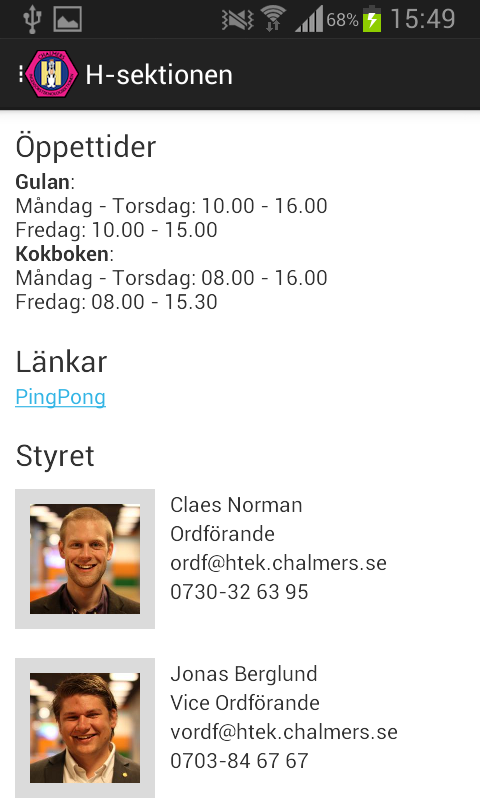 68% 15:49
H-sektionen
Öppettider
Gulan:
Måndag - Torsdag: 10.00 - 16.00
Fredag: 10.00 - 15.00
Kokboken:
Måndag - Torsdag: 08.00 - 16.00
Fredag: 08.00 - 15.30
Länkar
PingPong
Styret
Claes Norman
Ordförande
ordf@htek.chalmers.se
0730-32 63 95
Jonas Berglund
Vice Ordförande
vordf@htek.chalmers.se
0703-84 67 67